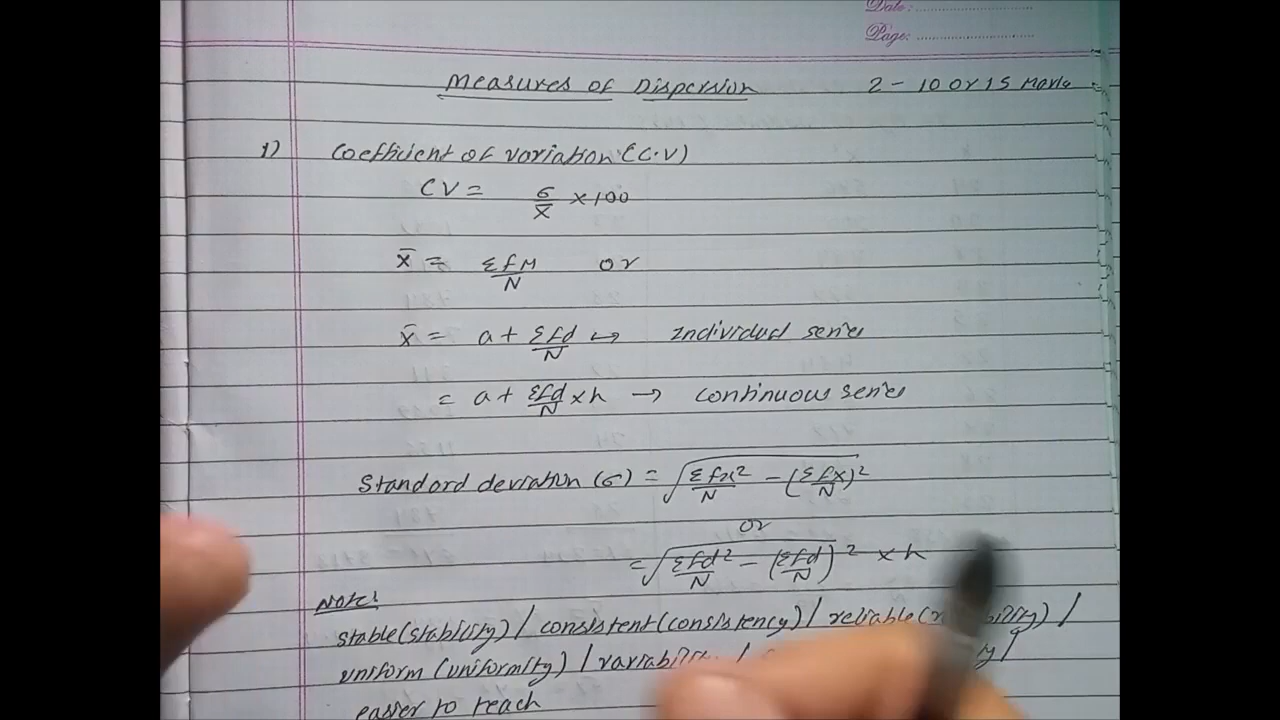 Date:
Page:
Measures of Dispersion 2 - 10 or 15 Marks
1) Coefficient of variation (C.V)
CV = σ/x̄ × 100
x̄ = Σfm/N or
x̄ = a + Σfd/N ↦ Individual series
= a + Σfd/N × h → continuous series
Standard deviation (σ) = √Σfx²/N - (Σfx/N)²
or
= √Σfd²/N - (Σfd/N)² × h
Note:
stable(stability) / consistent(consistency) / reliable( /
uniform (uniformity) / /
easier to teach